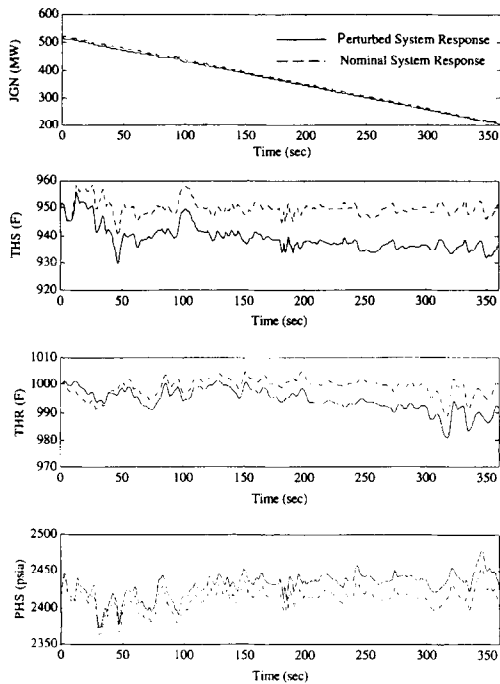 600
500
400
300
200
JGN (MW)
Perturbed System Response
Nominal System Response
0 50 100 150 200 250 300 350
Time (sec)
960
950
940
930
920
THS (F)
0 50 100 150 200 250 300 350
Time (sec)
1010
1000
990
980
970
THR (F)
0 50 100 150 200 250 300 350
Time (sec)
2500
2450
2400
2350
PHS (psia)
0 50 100 150 200 250 300 350
Time (sec)